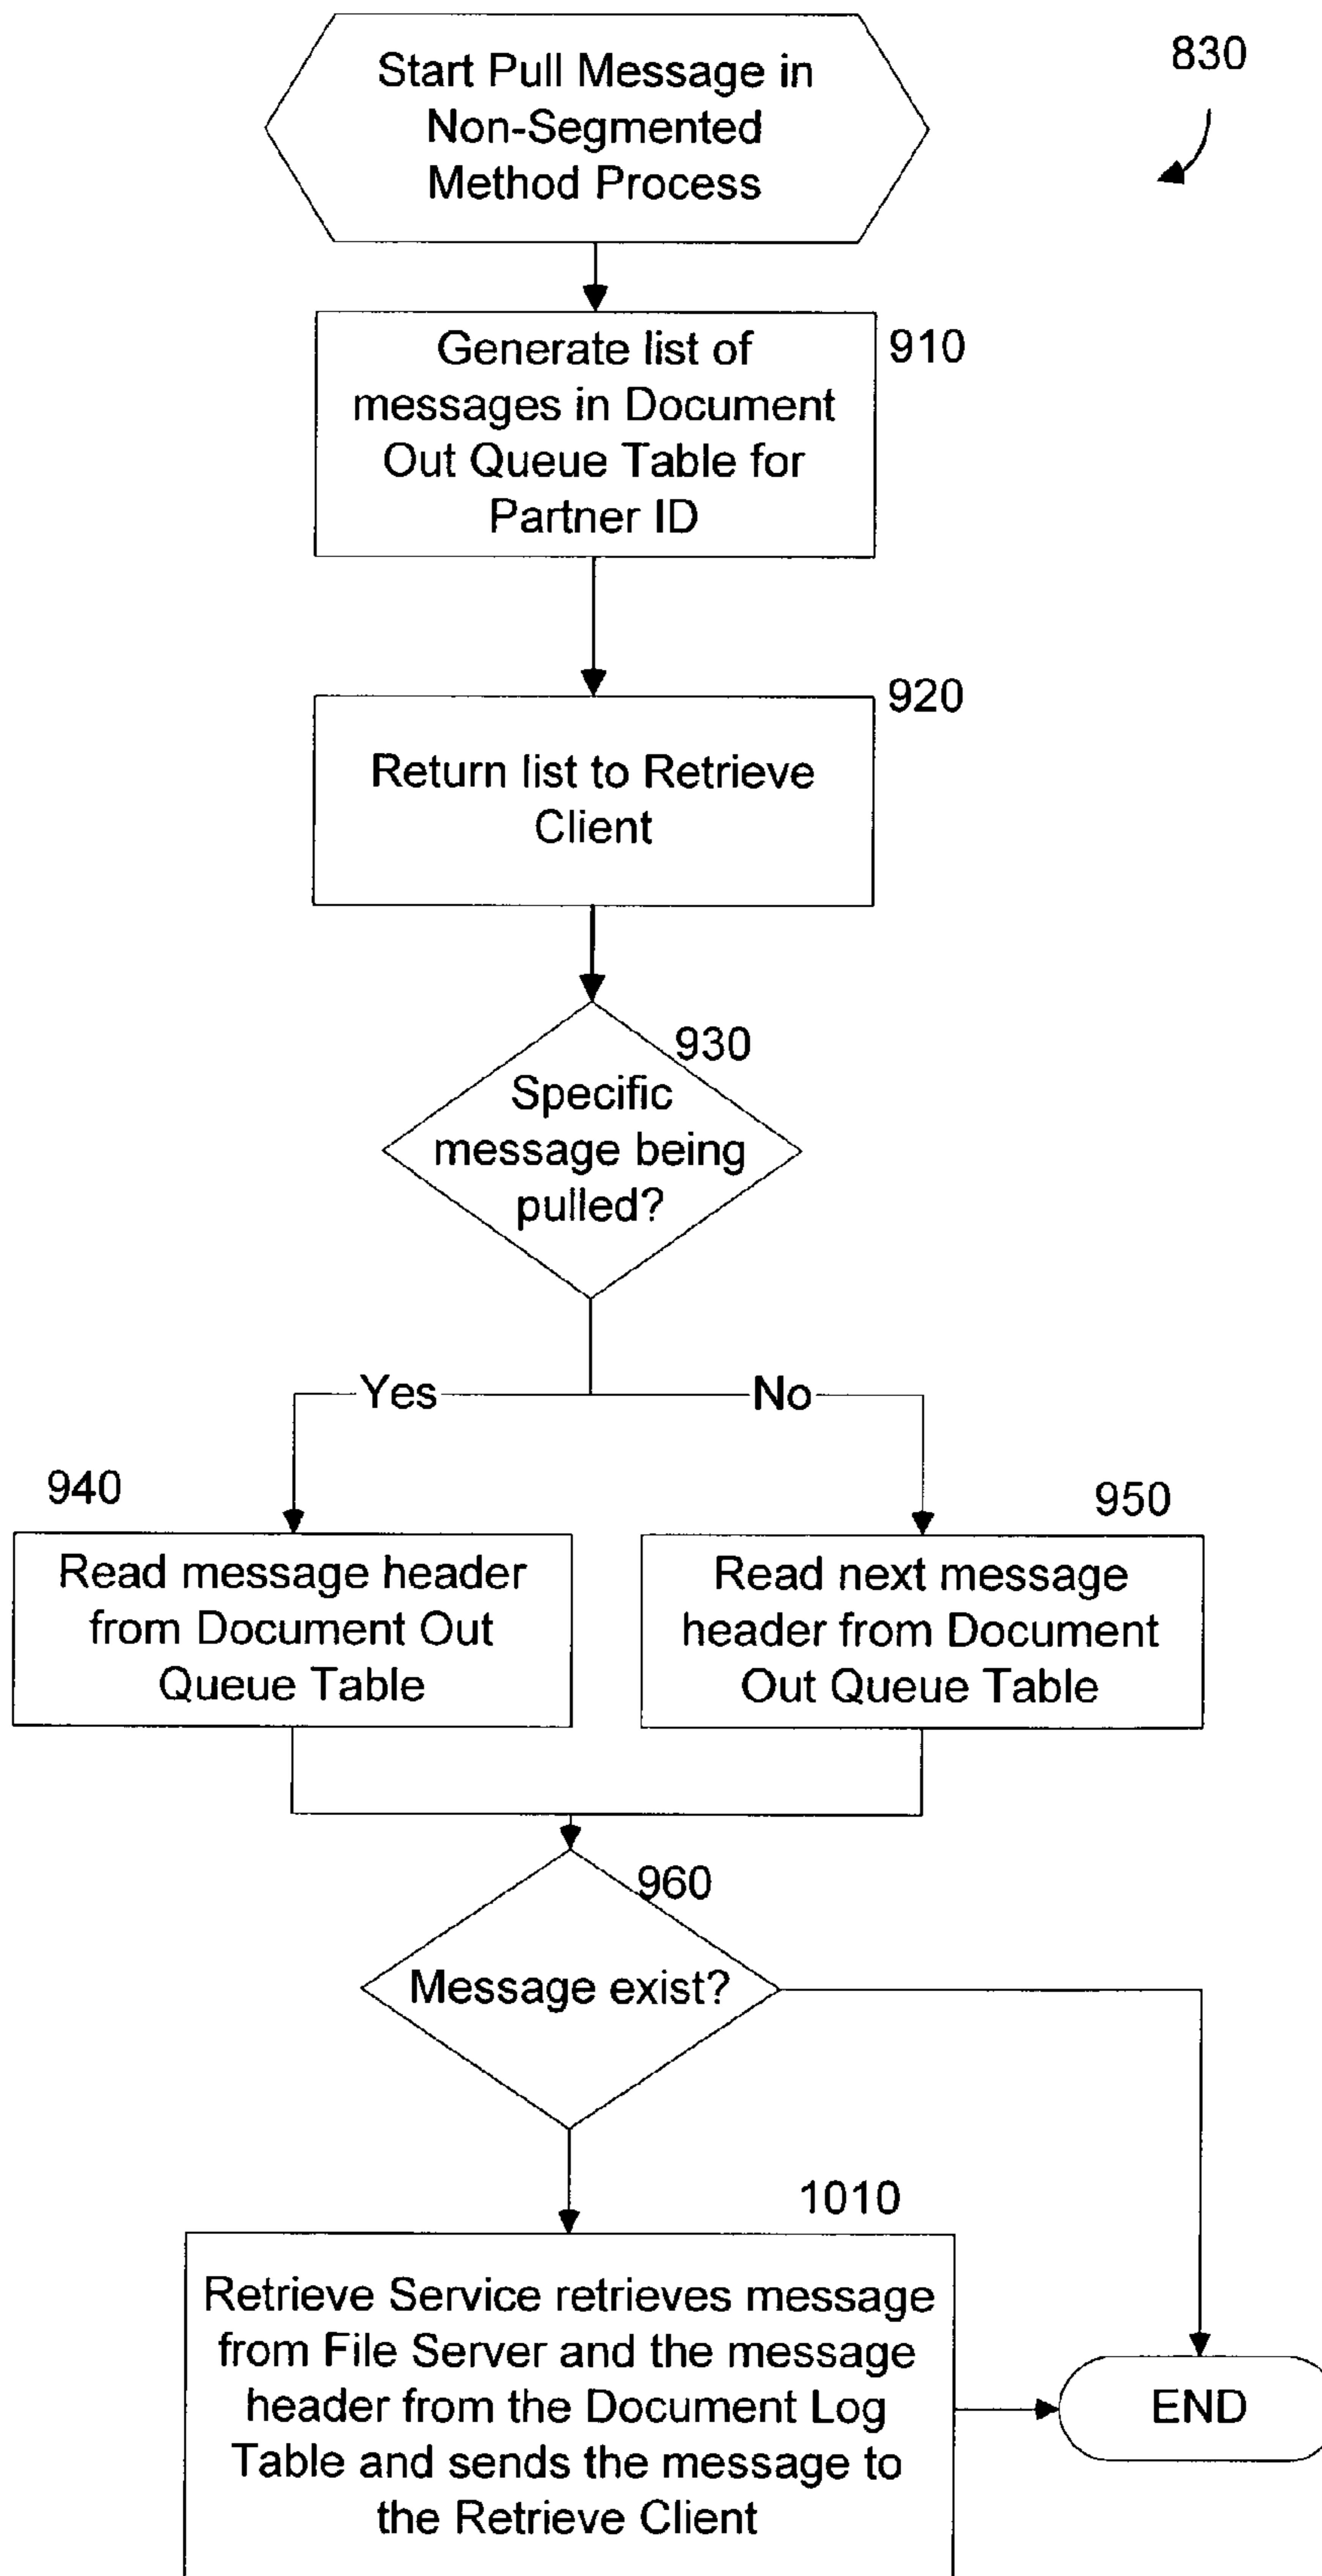 Start Pull Message in
Non-Segmented
Method Process
830
Generate list of
messages in Document
Out Queue Table for
Partner ID
910
Return list to Retrieve
Client
920
930
Specific
message being
pulled?
Yes
No
940
950
Read message header
from Document Out
Queue Table
Read next message
header from Document
Out Queue Table
960
Message exist?
1010
Retrieve Service retrieves message
from File Server and the message
header from the Document Log
Table and sends the message to
the Retrieve Client
END